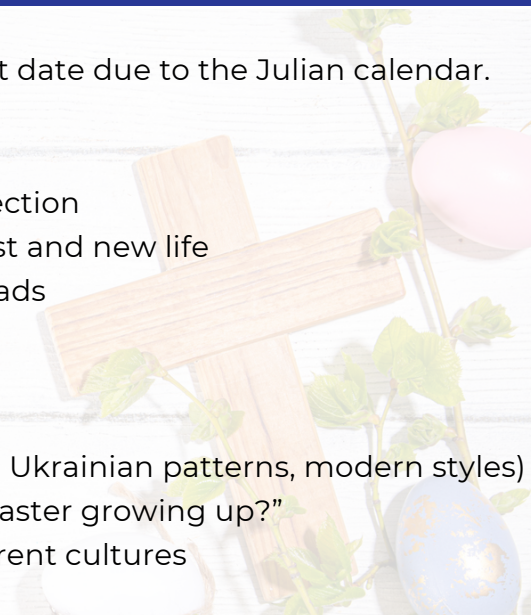 t date due to the Julian calendar.
ection
st and new life
ads
Ukrainian patterns, modern styles)
aster growing up?”
rent cultures